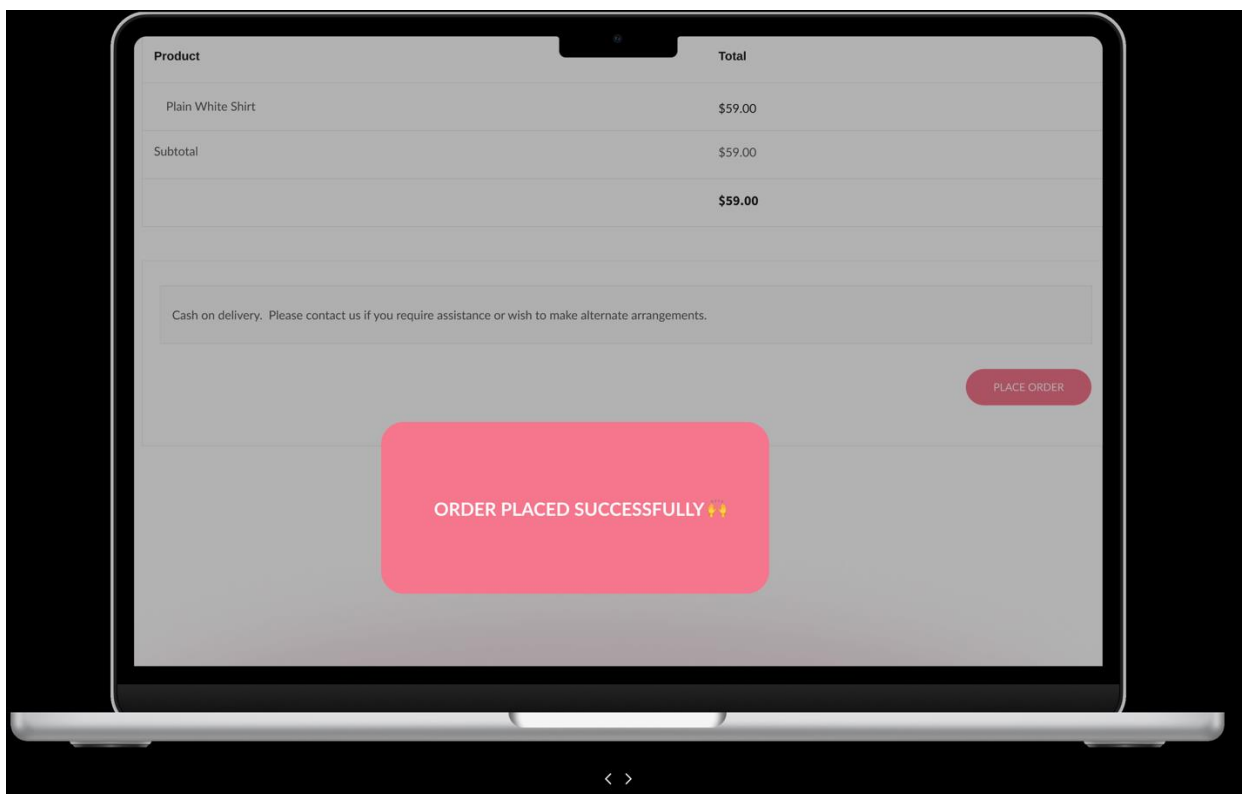 Product Total
Plain White Shirt $59.00
Subtotal $59.00
$59.00
Cash on delivery. Please contact us if you require assistance or wish to make alternate arrangements.
PLACE ORDER
ORDER PLACED SUCCESSFULLY🙌
< >